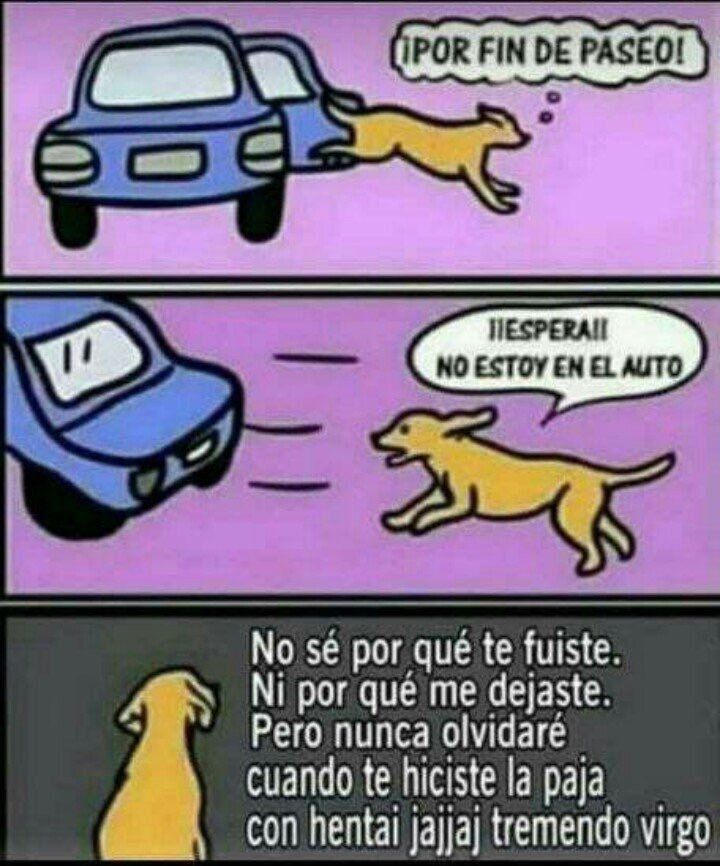 ¡POR FIN DE PASEO!
¡¡ESPERA!!
NO ESTOY EN EL AUTO
No sé por qué te fuiste.
Ni por qué me dejaste.
Pero nunca olvidaré
cuando te hiciste la paja
con hentai jajjaj tremendo virgo